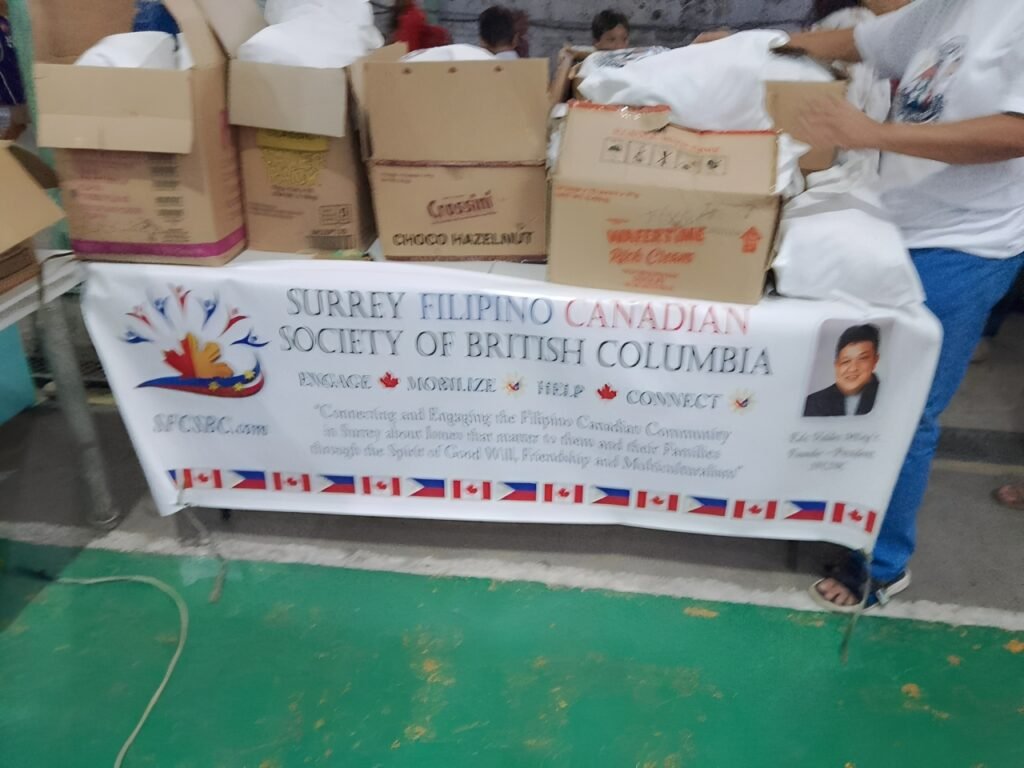 Crossini
CHOCO HAZELNUT
WAFERTIME
SURREY FILIPINO CANADIAN
SOCIETY OF BRITISH COLUMBIA
ENGAGE MOBILIZE HELP CONNECT
"Connecting and Engaging the Filipino Canadian Community
in Surrey about Issues that matter to them and their Families
through the Spirit of Good Will, Friendship and Multiculturalism"
SFCSBC.com
Founder - President